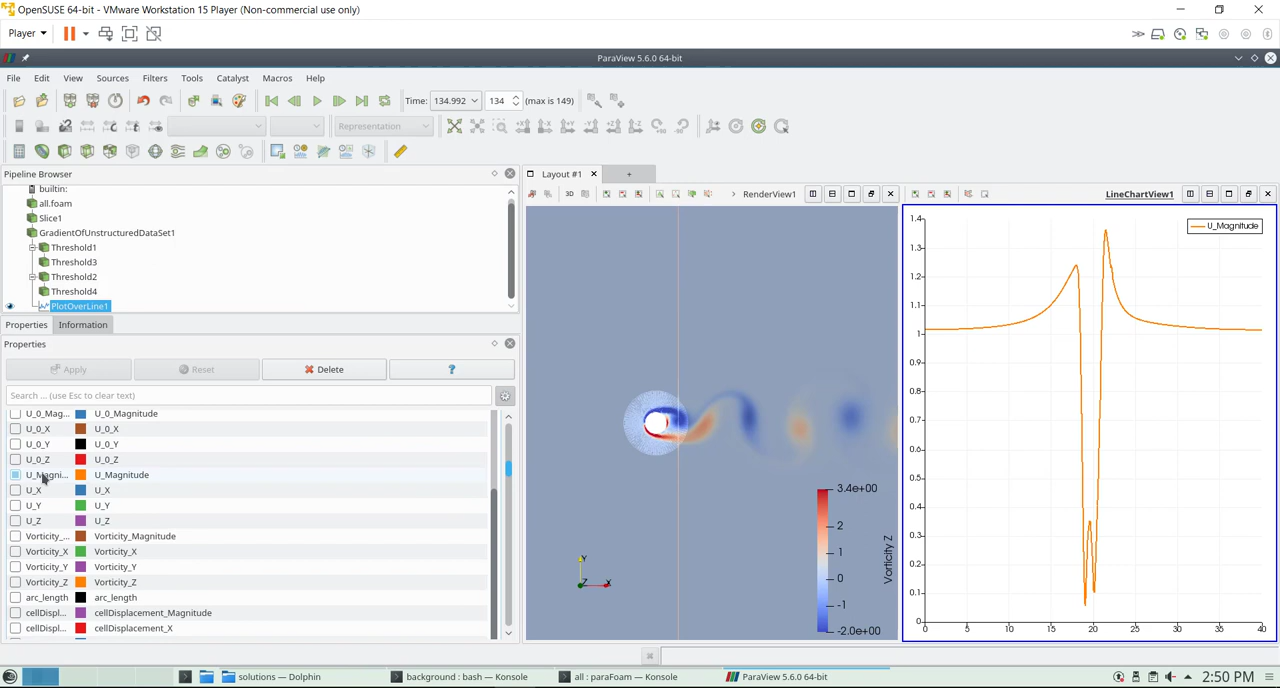 OpenSUSE 64-bit - VMware Workstation 15 Player (Non-commercial use only)
Player
ParaView 5.6.0 64-bit
File Edit View Sources Filters Tools Catalyst Macros Help
Time: 134.992 134 (max is 149)
Representation
Pipeline Browser
builtin:
all.foam
Slice1
GradientOfUnstructuredDataSet1
Threshold1
Threshold3
Threshold2
Threshold4
PlotOverLine1
Properties Information
Properties
Apply Reset Delete ?
Search ... (use Esc to clear text)
U_0_Mag... U_0_Magnitude
U_0_X U_0_X
U_0_Y U_0_Y
U_0_Z U_0_Z
U_Magni... U_Magnitude
U_X U_X
U_Y U_Y
U_Z U_Z
Vorticity_... Vorticity_Magnitude
Vorticity_X Vorticity_X
Vorticity_Y Vorticity_Y
Vorticity_Z Vorticity_Z
arc_length arc_length
cellDispl... cellDisplacement_Magnitude
cellDispl... cellDisplacement_X
Layout #1 +
3D RenderView1
3.4e+00
2
1
0
-1
-2.0e+00
Vorticity Z
Y
Z X
LineChartView1
U_Magnitude
1.4
1.3
1.2
1.1
1
0.9
0.8
0.7
0.6
0.5
0.4
0.3
0.2
0.1
0
0 5 10 15 20 25 30 35 40
solutions — Dolphin
background : bash — Konsole
all : paraFoam — Konsole
ParaView 5.6.0 64-bit
2:50 PM